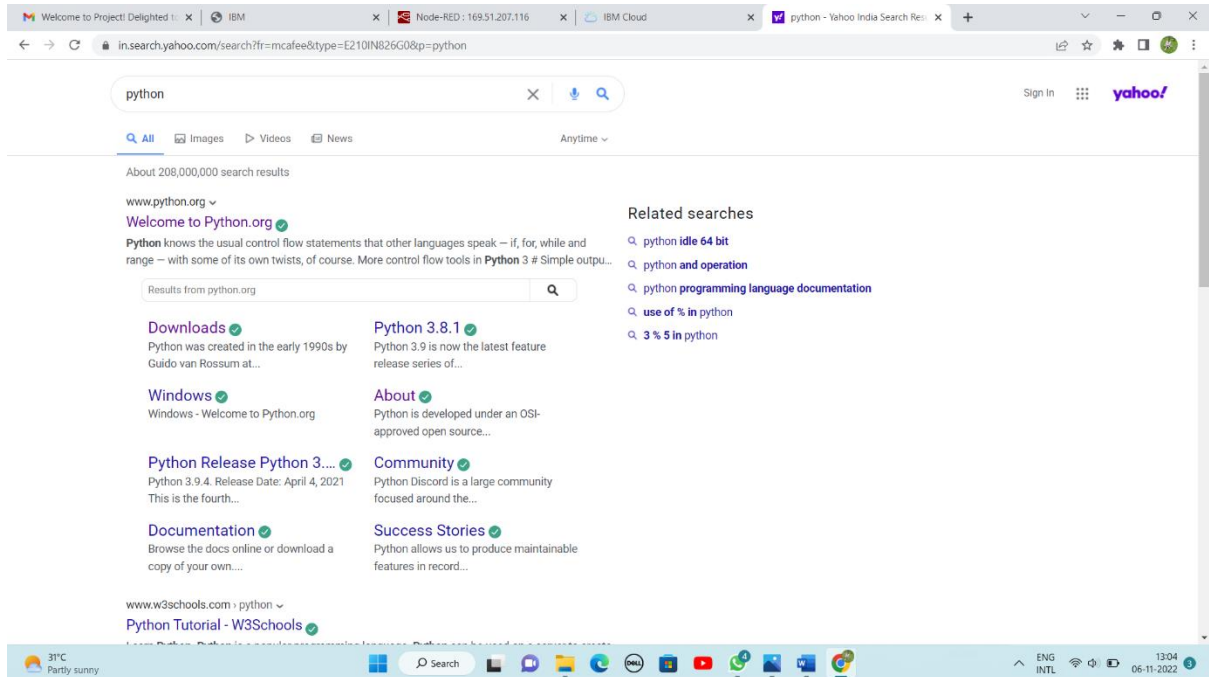 Welcome to Project! Delighted to
IBM
Node-RED : 169.51.207.116
IBM Cloud
python - Yahoo India Search Res
in.search.yahoo.com/search?fr=mcafee&type=E210IN826G0&p=python
python
Sign In
yahoo!
All
Images
Videos
News
Anytime
About 208,000,000 search results
www.python.org
Welcome to Python.org
Python knows the usual control flow statements that other languages speak — if, for, while and
range — with some of its own twists, of course. More control flow tools in Python 3 # Simple outpu...
Results from python.org
Downloads
Python was created in the early 1990s by
Guido van Rossum at...
Python 3.8.1
Python 3.9 is now the latest feature
release series of...
Windows
Windows - Welcome to Python.org
About
Python is developed under an OSI-
approved open source...
Python Release Python 3....
Python 3.9.4. Release Date: April 4, 2021
This is the fourth...
Community
Python Discord is a large community
focused around the...
Documentation
Browse the docs online or download a
copy of your own....
Success Stories
Python allows us to produce maintainable
features in record...
www.w3schools.com › python
Python Tutorial - W3Schools
Related searches
python idle 64 bit
python and operation
python programming language documentation
use of % in python
3 % 5 in python
31°C
Partly sunny
Search
DELL
4
ENG
INTL
13:04
06-11-2022
3